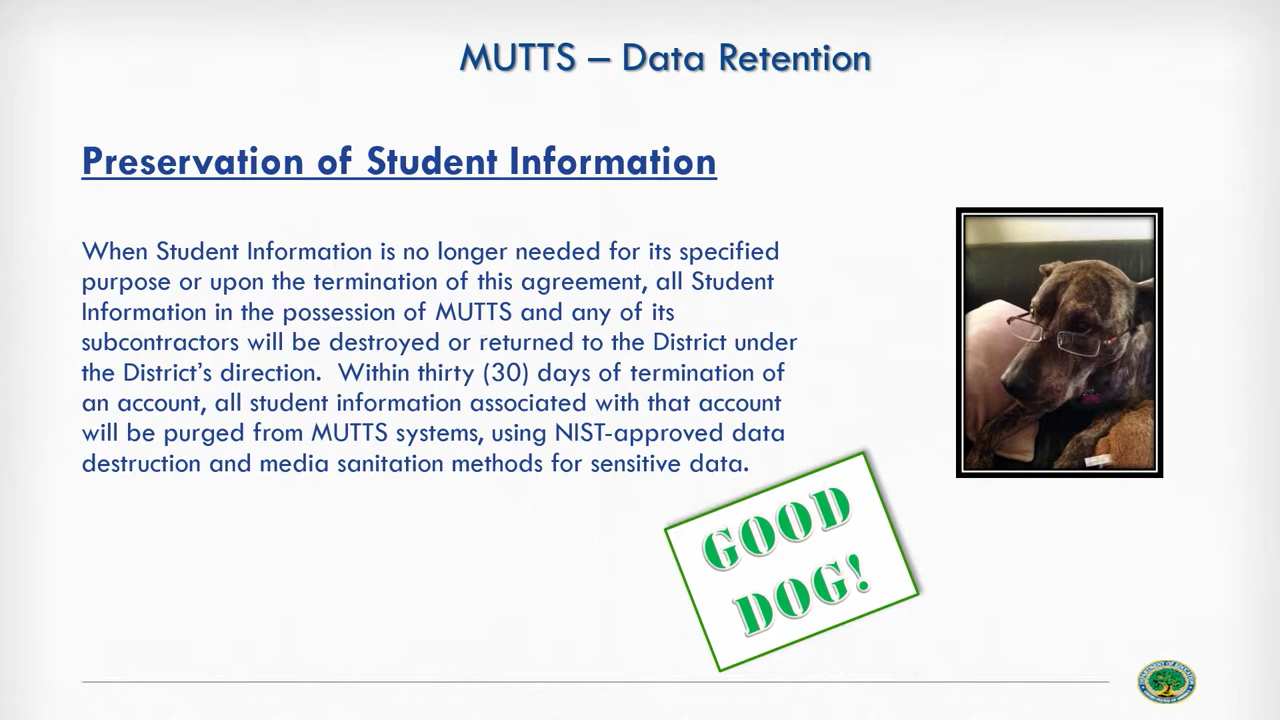 MUTTS – Data Retention
Preservation of Student Information
When Student Information is no longer needed for its specified
purpose or upon the termination of this agreement, all Student
Information in the possession of MUTTS and any of its
subcontractors will be destroyed or returned to the District under
the District’s direction.  Within thirty (30) days of termination of
an account, all student information associated with that account
will be purged from MUTTS systems, using NIST-approved data
destruction and media sanitation methods for sensitive data.
GOOD
DOG!